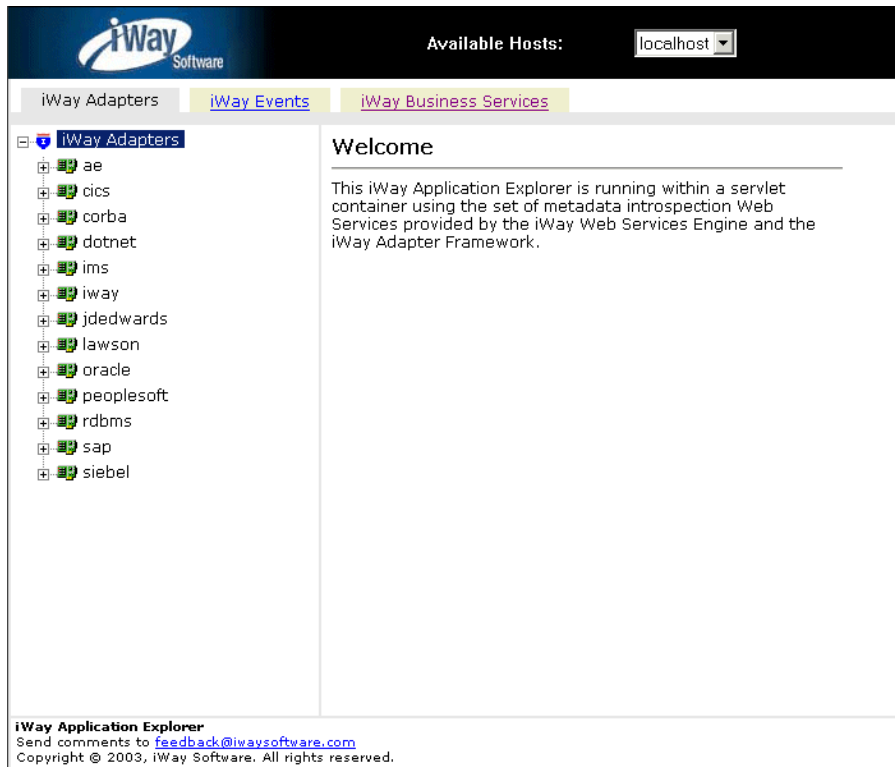 iWay
Software
Available Hosts:
localhost
iWay Adapters
iWay Events
iWay Business Services
iWay Adapters
ae
cics
corba
dotnet
ims
iway
jdedwards
lawson
oracle
peoplesoft
rdbms
sap
siebel
Welcome
This iWay Application Explorer is running within a servlet
container using the set of metadata introspection Web
Services provided by the iWay Web Services Engine and the
iWay Adapter Framework.
iWay Application Explorer
Send comments to feedback@iwaysoftware.com
Copyright © 2003, iWay Software. All rights reserved.